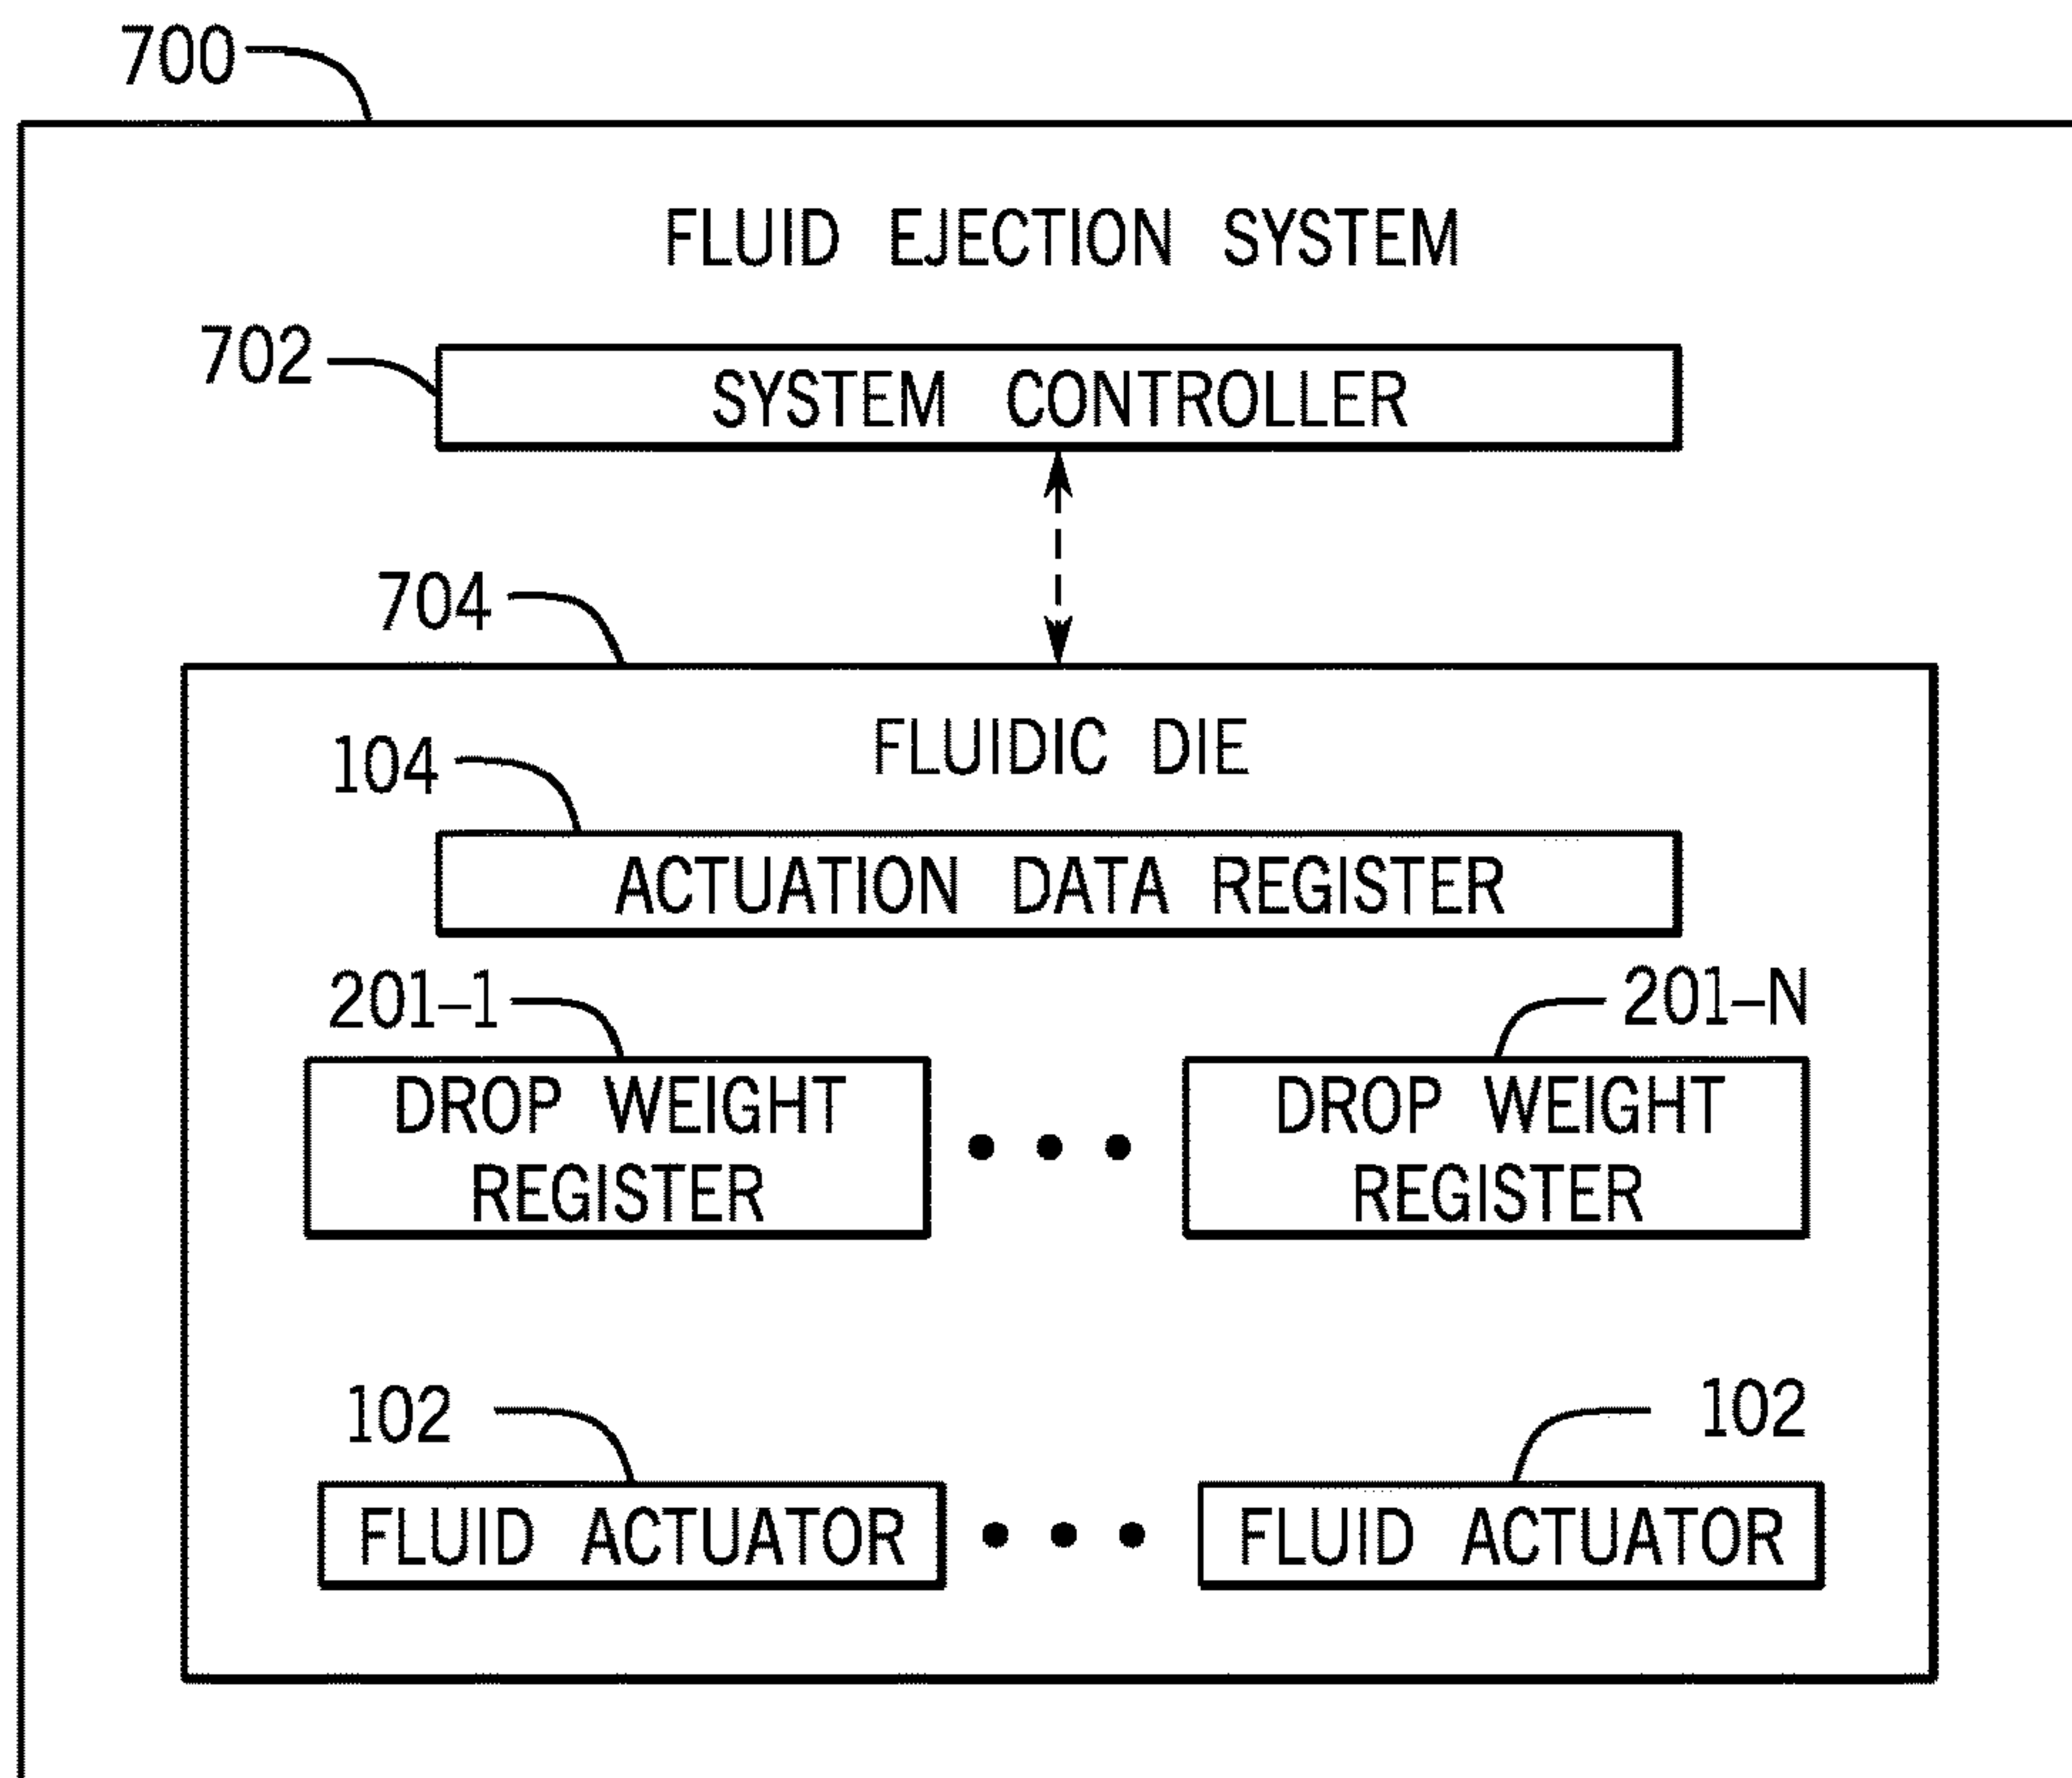 700
FLUID EJECTION SYSTEM
702
SYSTEM CONTROLLER
704
FLUIDIC DIE
104
ACTUATION DATA REGISTER
201-1
201-N
DROP WEIGHT
REGISTER
DROP WEIGHT
REGISTER
102
102
FLUID ACTUATOR
FLUID ACTUATOR